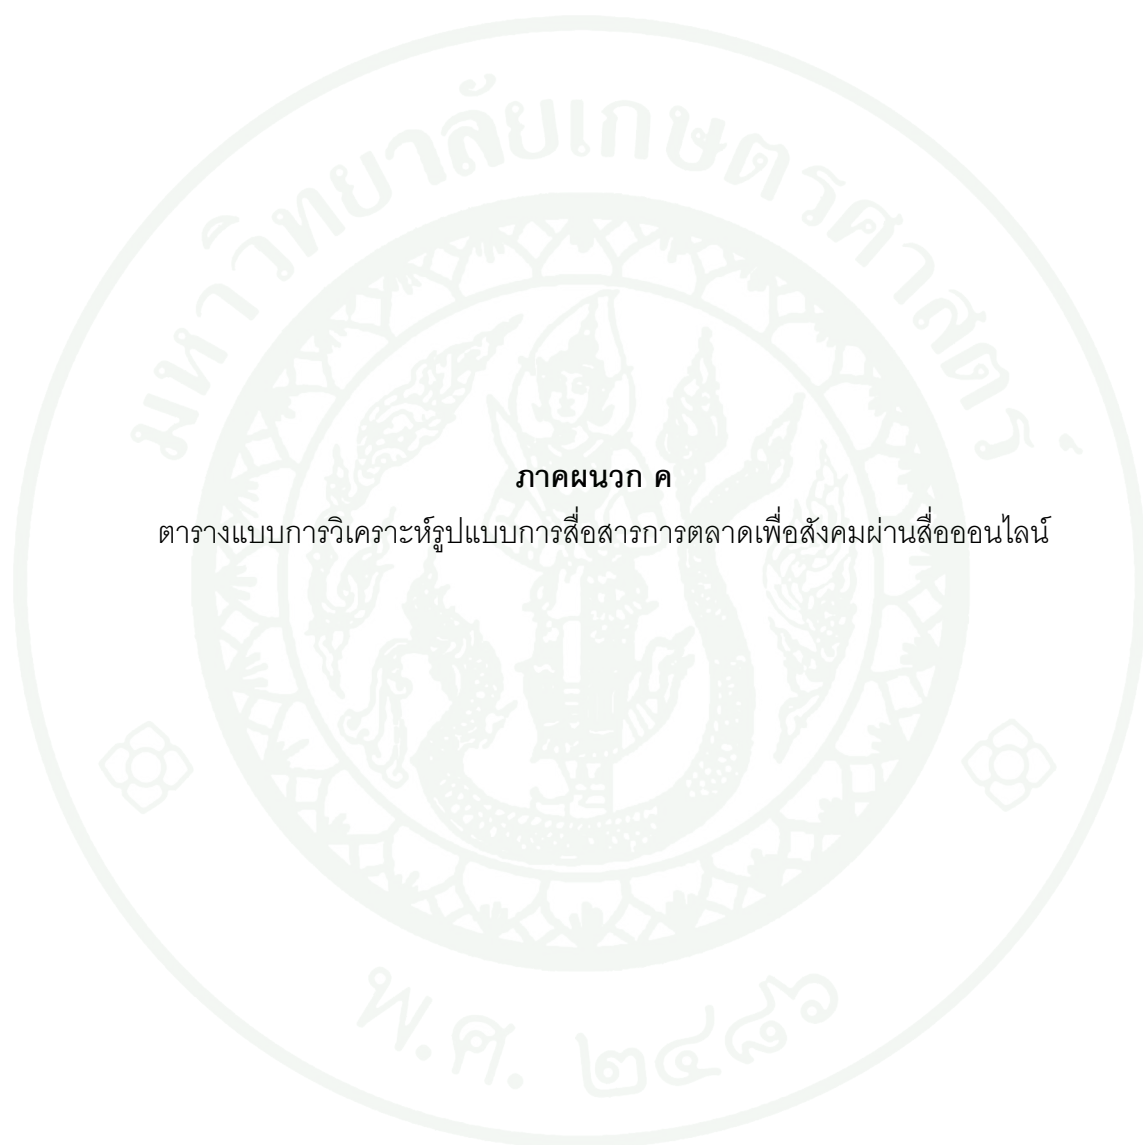 มหาวิทยาลัยเกษตรศาสตร์
ภาคผนวก ค
ตารางแบบการวิเคราะห์รูปแบบการสื่อสารการตลาดเพื่อสังคมผ่านสื่อออนไลน์
พ.ศ. ๒๔๘๖